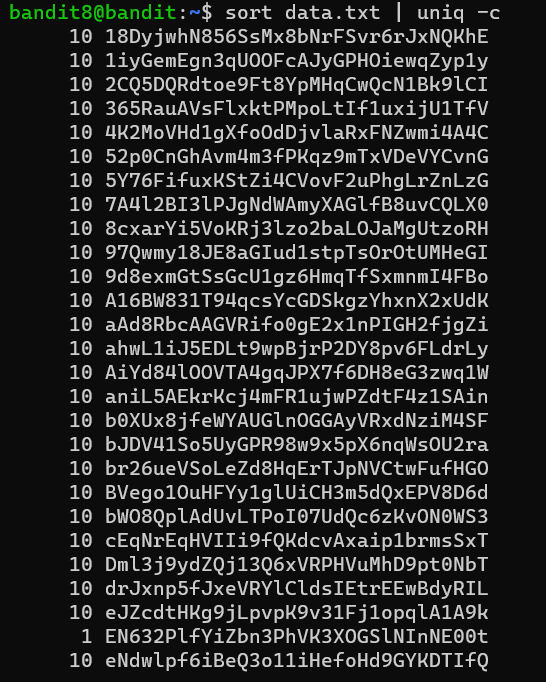 bandit8@bandit:~$ sort data.txt | uniq -c
10 18DyjwhN856SsMx8bNrFSvr6rJxNQKhE
10 1iyGemEgn3qUOOFcAJyGPHOiewqZyp1y
10 2CQ5DQRdtoe9Ft8YpMHqCwQcN1Bk9lCI
10 365RauAVsFlxktPMpoLtIf1uxijU1TfV
10 4K2MoVHd1gXfoOdDjvlaRxFNZwmi4A4C
10 52p0CnGhAvm4m3fPKqz9mTxVDeVYCvnG
10 5Y76FifuxKStZi4CVovF2uPhgLrZnLzG
10 7A4l2BI3lPJgNdWAmyXAGlfB8uvCQLX0
10 8cxarYi5VoKRj3lzo2baLOJaMgUtzoRH
10 97Qwmy18JE8aGIud1stpTsOrOtUMHeGI
10 9d8exmGtSsGcU1gz6HmqTfSxmnmI4FBo
10 A16BW831T94qcsYcGDSkgzYhxnX2xUdK
10 aAd8RbcAAGVRifo0gE2x1nPIGH2fjgZi
10 ahwL1iJ5EDLt9wpBjrP2DY8pv6FLdrLy
10 AiYd84lOOVTA4gqJPX7f6DH8eG3zwq1W
10 aniL5AEkrKcj4mFR1ujwPZdtF4z1SAin
10 b0XUx8jfeWYAUGlnOGGAyVRxdNziM4SF
10 bJDV41So5UyGPR98w9x5pX6nqWsOU2ra
10 br26ueVSoLeZd8HqErTJpNVCtwFufHGO
10 BVego1OuHFYy1glUiCH3m5dQxEPV8D6d
10 bWO8QplAdUvLTPoI07UdQc6zKvON0WS3
10 cEqNrEqHVIIi9fQKdcvAxaip1brmsSxT
10 Dml3j9ydZQj13Q6xVRPHVuMhD9pt0NbT
10 drJxnp5fJxeVRYlCldsIEtrEEwBdyRIL
10 eJZcdtHKg9jLpvpK9v31Fj1opqlA1A9k
1 EN632PlfYiZbn3PhVK3XOGSlNInNE00t
10 eNdwlpf6iBeQ3o11iHefoHd9GYKDTIfQ